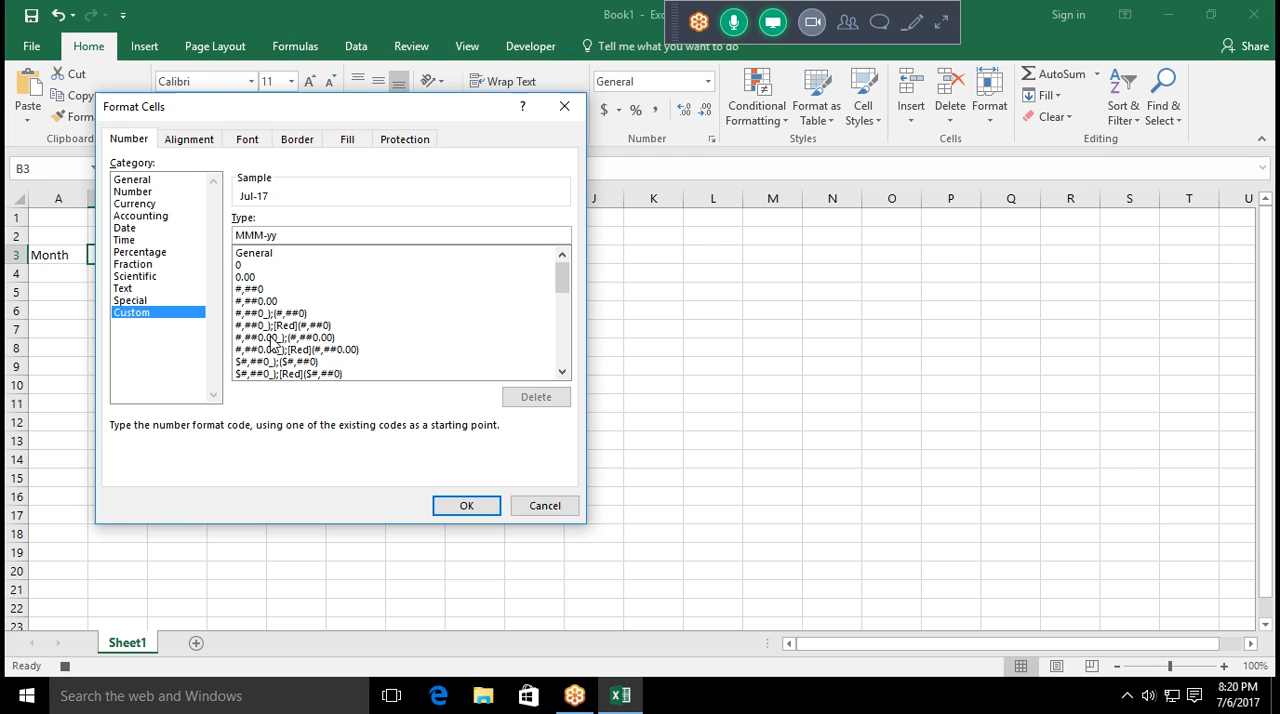 Book1 - Exc
Sign in
File Home Insert Page Layout Formulas Data Review View Developer Tell me what you want to do Share
Paste
Cut
Copy
Forma
Clipboard
Calibri 11
Wrap Text
General
$ % ,
Number
Conditional Formatting
Format as Table
Cell Styles
Styles
Insert Delete Format
Cells
AutoSum
Fill
Clear
Sort & Filter
Find & Select
Editing
B3
Format Cells ?
Number Alignment Font Border Fill Protection
Category:
General
Number
Currency
Accounting
Date
Time
Percentage
Fraction
Scientific
Text
Special
Custom
Sample
Jul-17
Type:
MMM-yy
General
0
0.00
#,##0
#,##0.00
#,##0_);(#,##0)
#,##0_);[Red](#,##0)
#,##0.00_);(#,##0.00)
#,##0.00_);[Red](#,##0.00)
$#,##0_);($#,##0)
$#,##0_);[Red]($#,##0)
Delete
Type the number format code, using one of the existing codes as a starting point.
OK Cancel
A J K L M N O P Q R S T U
1
2
3 Month
4
5
6
7
8
9
10
11
12
13
14
15
16
17
18
19
20
21
22
23
Sheet1
Ready
100%
Search the web and Windows
8:20 PM
7/6/2017